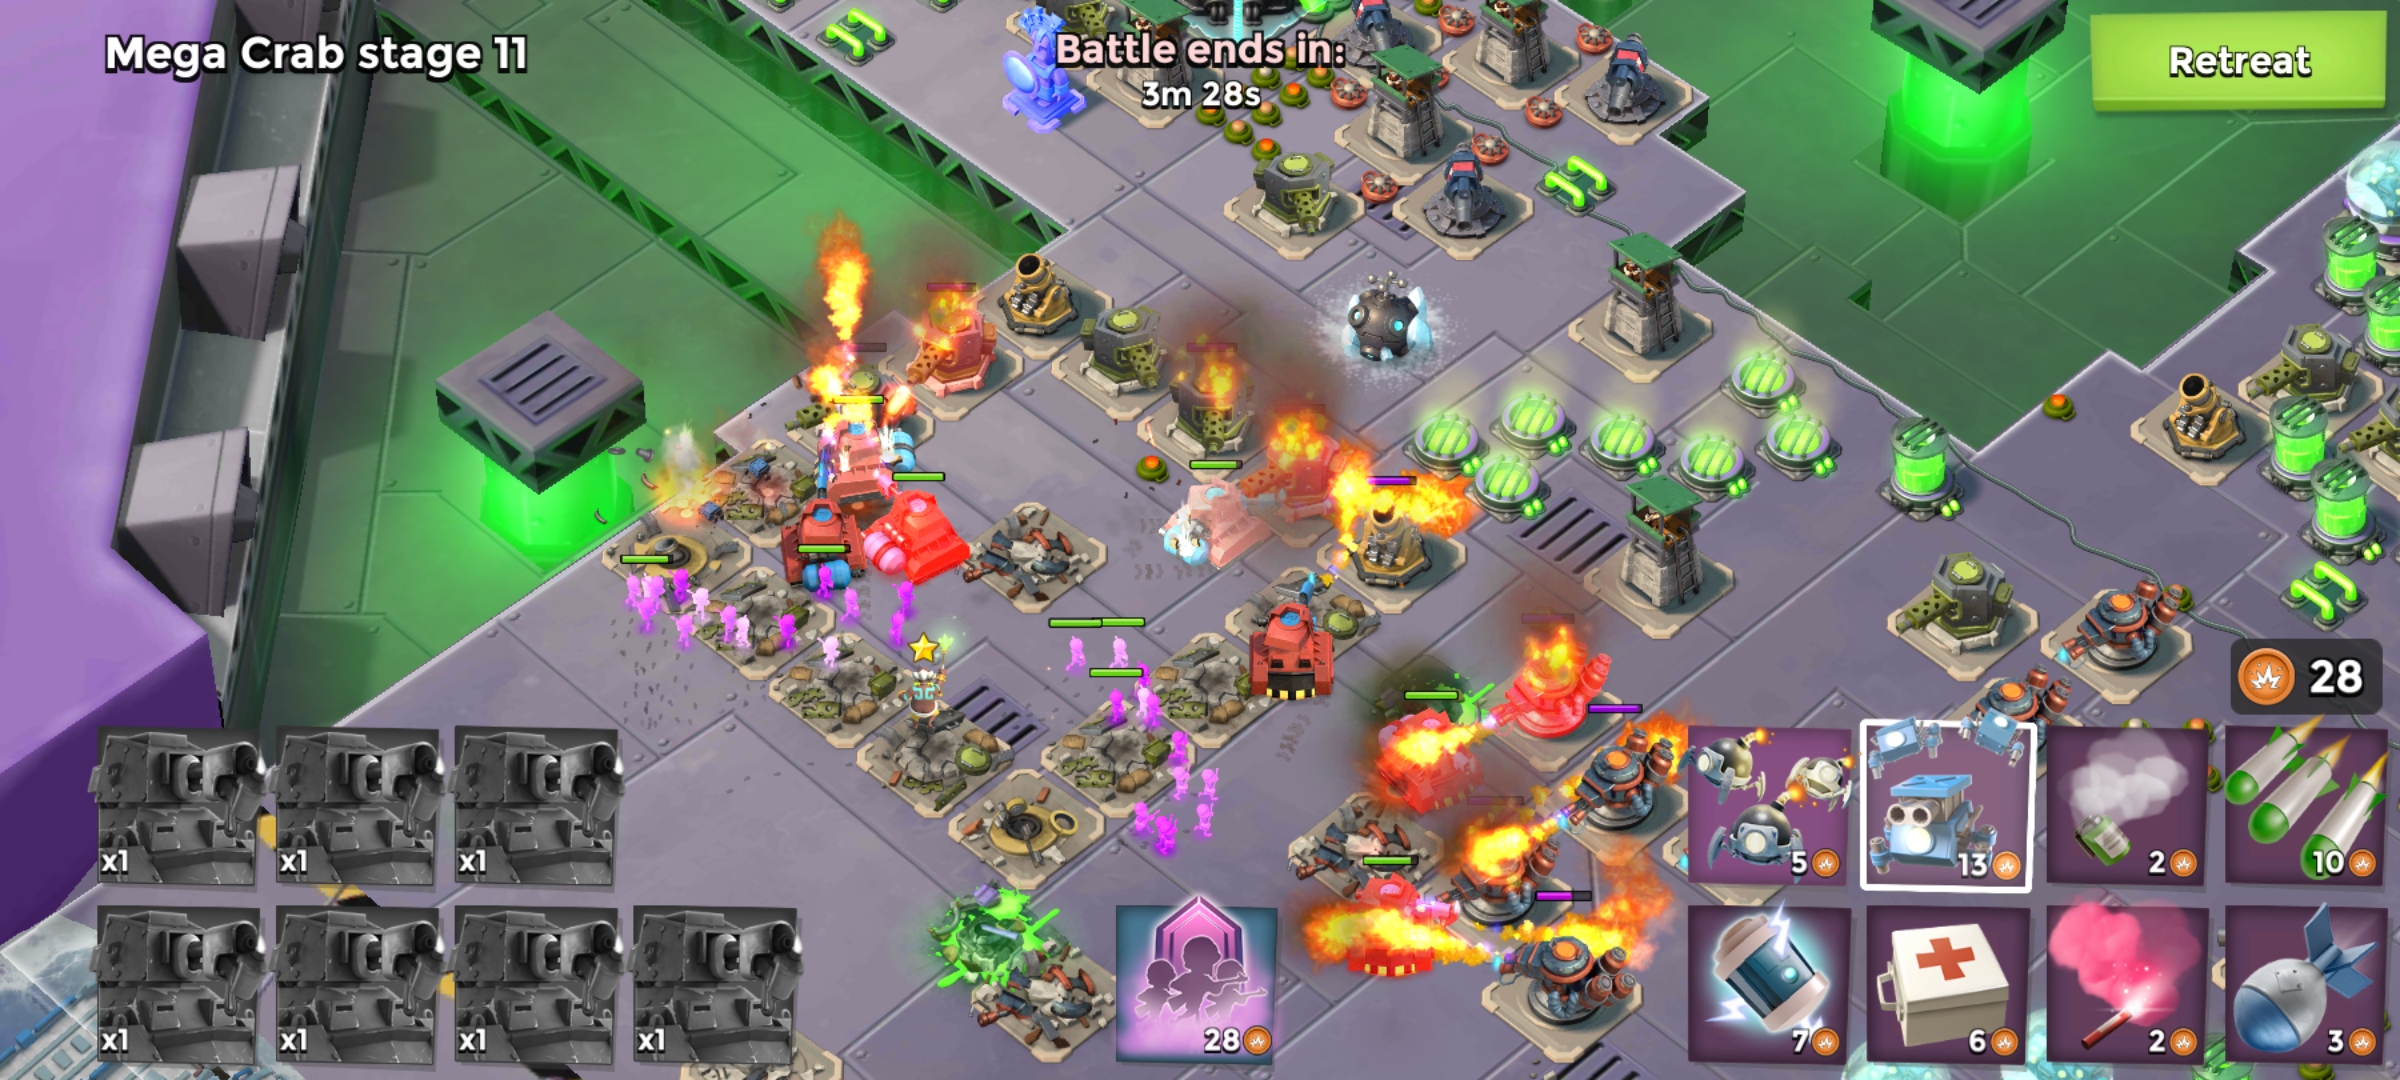 Mega Crab stage 11
Battle ends in:
3m 28s
Retreat
28
x1
x1
x1
5
13
2
10
x1
x1
x1
x1
28
7
6
2
3